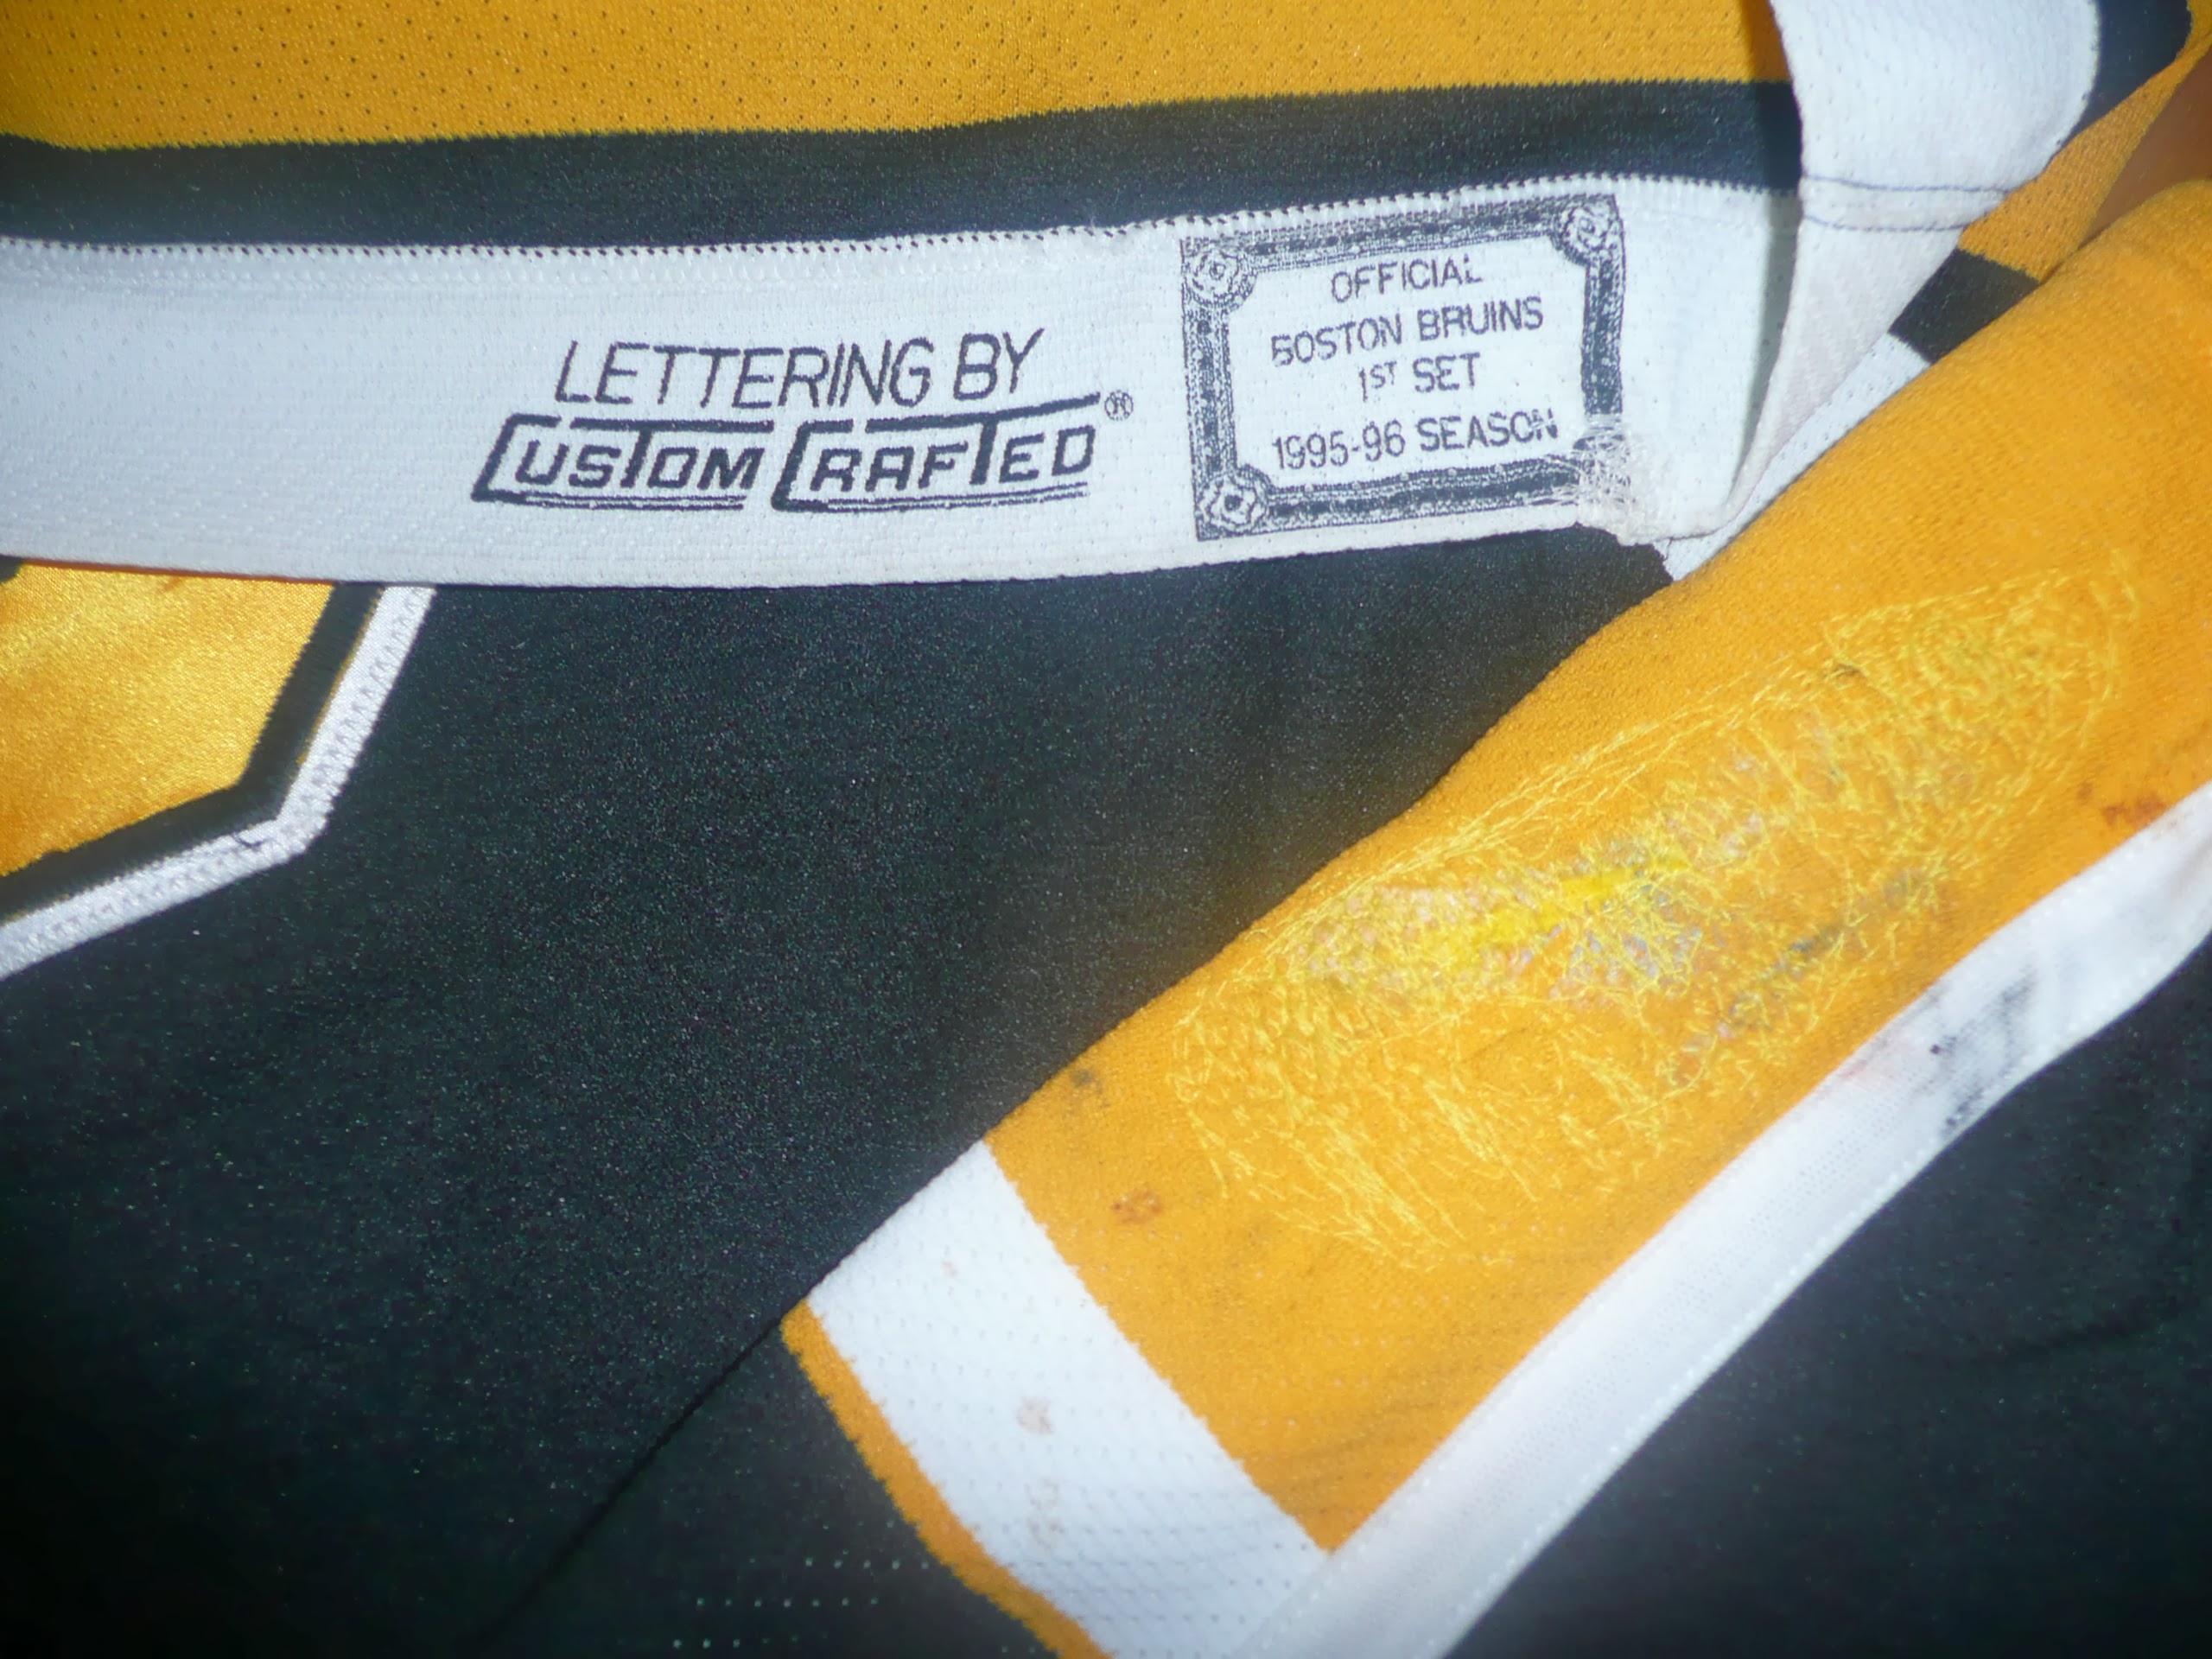 LETTERING BY
CUSTOM CRAFTED®
OFFICIAL
BOSTON BRUINS
1ST SET
1995-96 SEASON